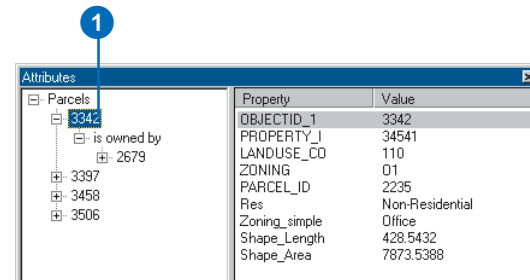 1
Attributes
Parcels
3342
is owned by
2679
3397
3458
3506
Property Value
OBJECTID_1 3342
PROPERTY_I 34541
LANDUSE_CO 110
ZONING O1
PARCEL_ID 2235
Res Non-Residential
Zoning_simple Office
Shape_Length 428.5432
Shape_Area 7873.5388